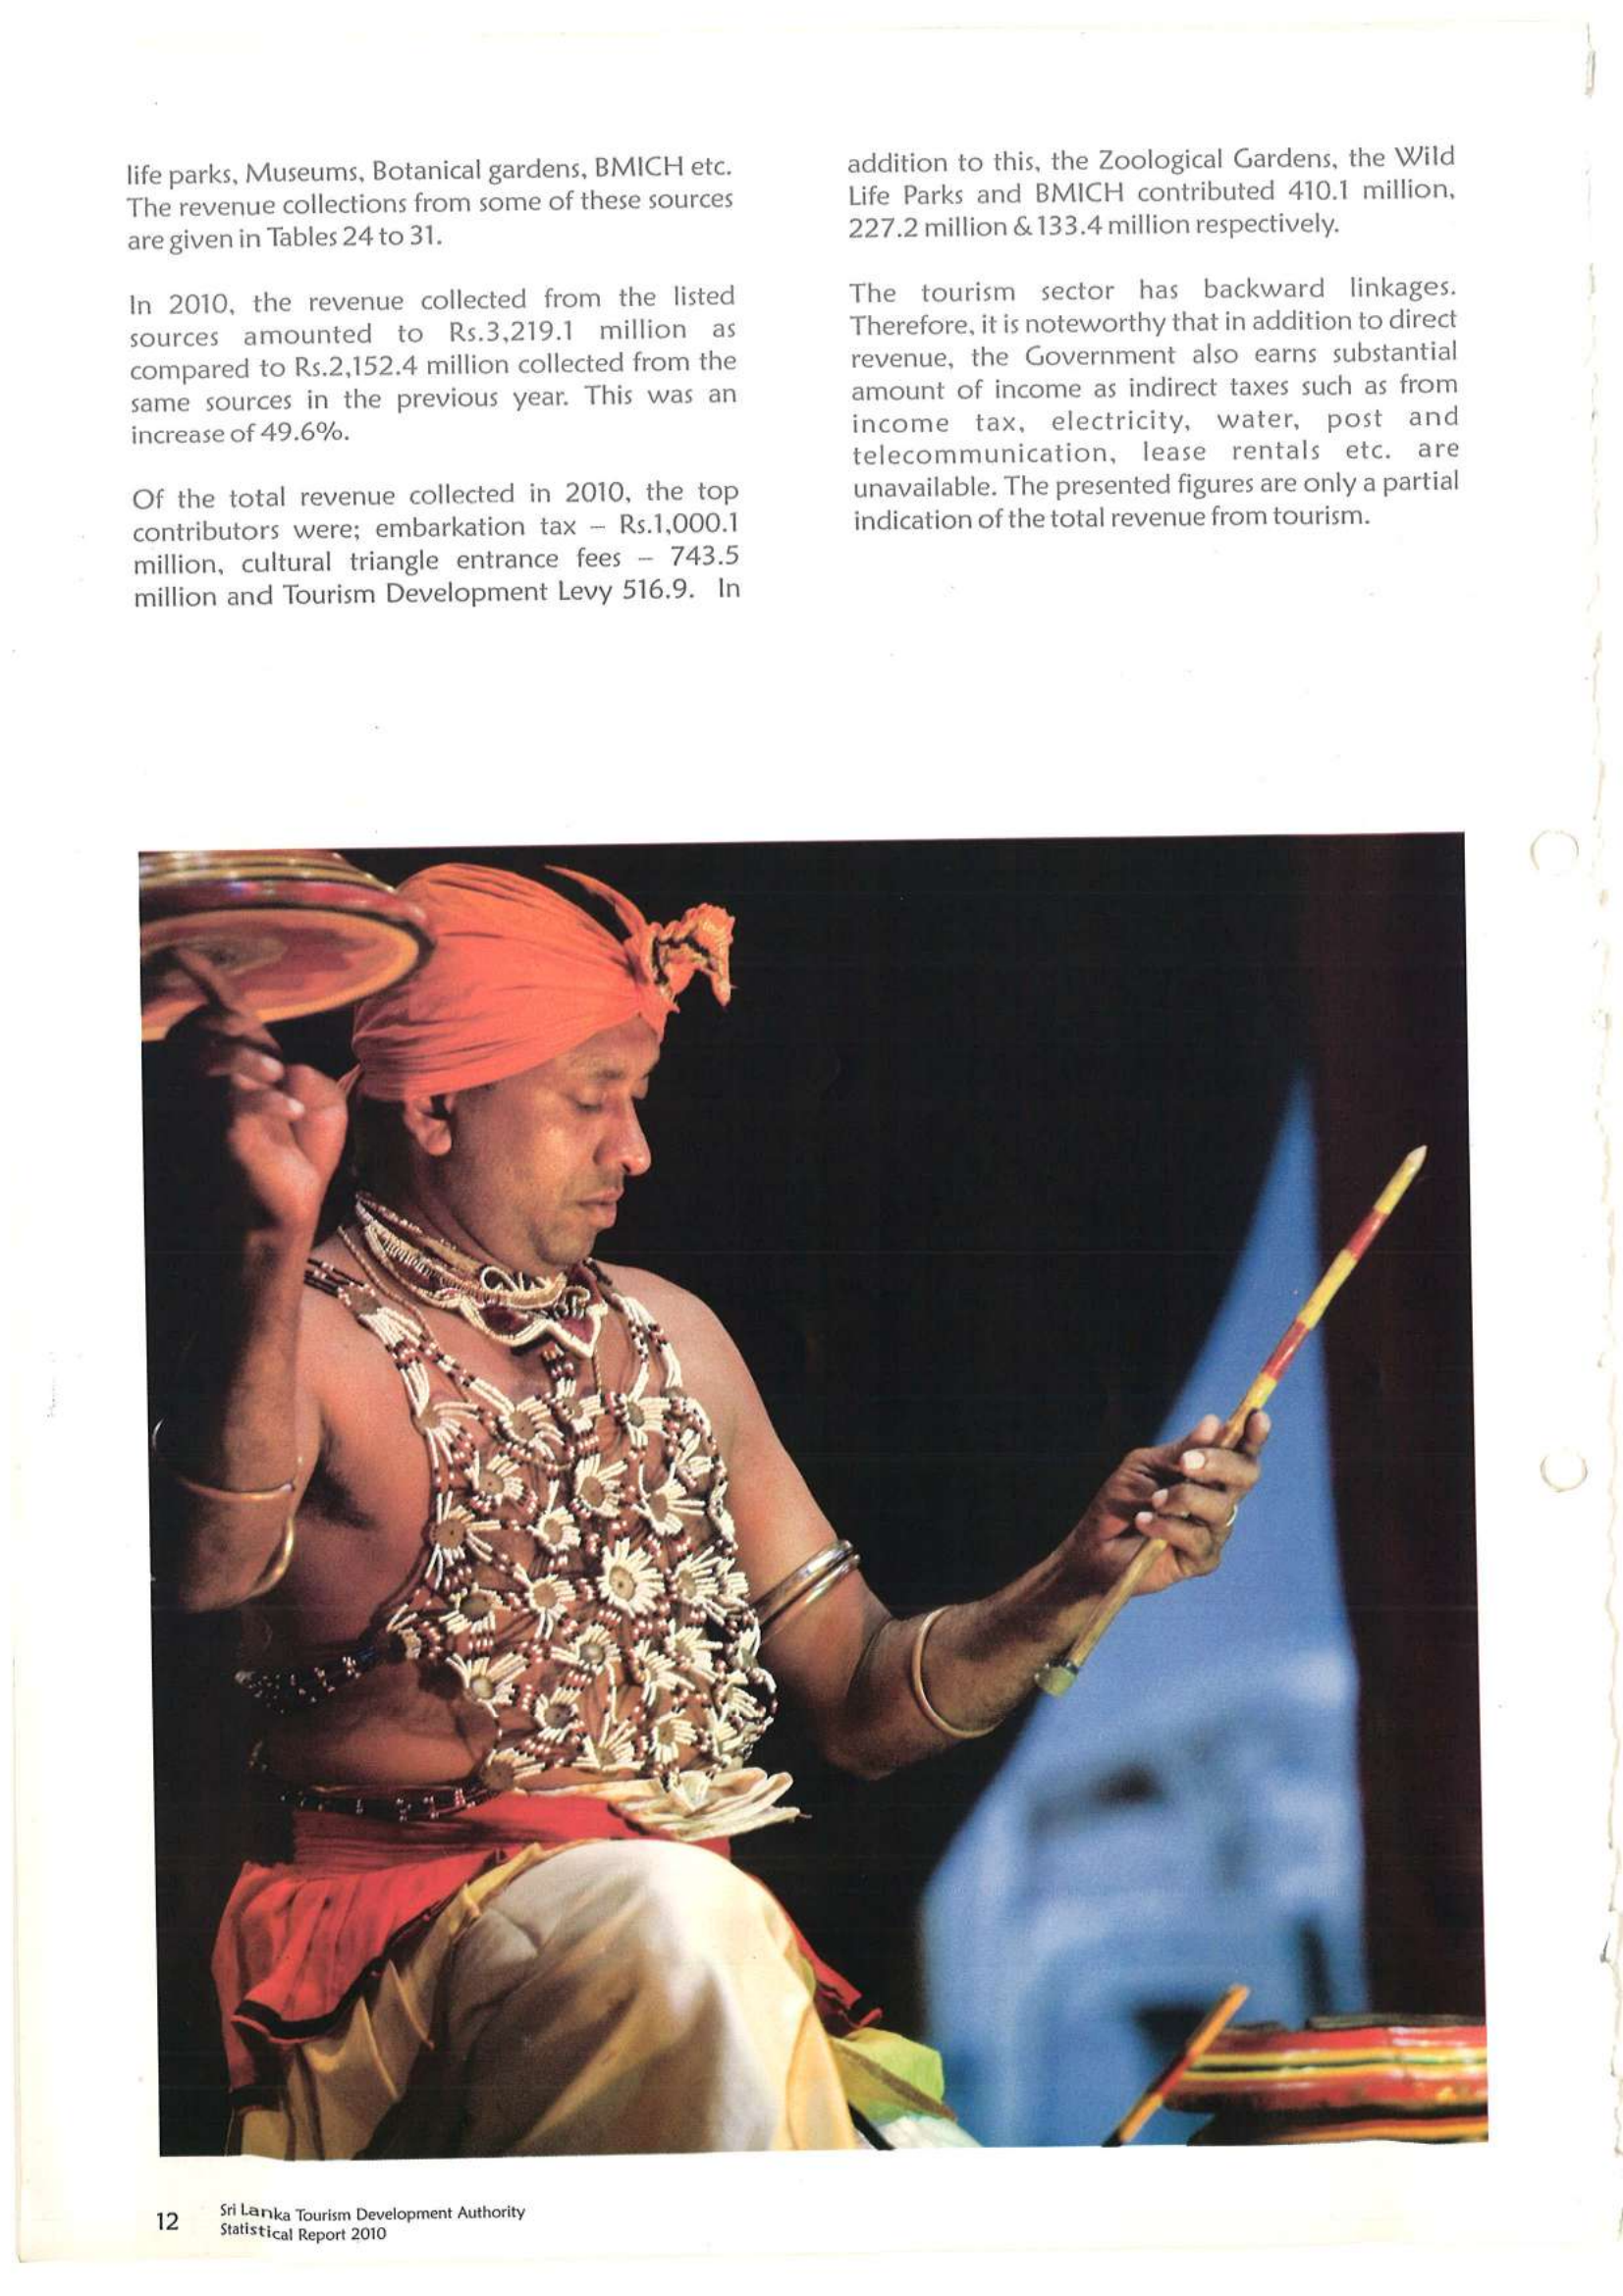 life parks, Museums, Botanical gardens, BMICH etc.
The revenue collections from some of these sources
are given in Tables 24 to 31.
In 2010, the revenue collected from the listed
sources amounted to Rs.3,219.1 million as
compared to Rs.2,152.4 million collected from the
same sources in the previous year. This was an
increase of 49.6%.
Of the total revenue collected in 2010, the top
contributors were; embarkation tax – Rs.1,000.1
million, cultural triangle entrance fees – 743.5
million and Tourism Development Levy 516.9. In
addition to this, the Zoological Gardens, the Wild
Life Parks and BMICH contributed 410.1 million,
227.2 million & 133.4 million respectively.
The tourism sector has backward linkages.
Therefore, it is noteworthy that in addition to direct
revenue, the Government also earns substantial
amount of income as indirect taxes such as from
income tax, electricity, water, post and
telecommunication, lease rentals etc. are
unavailable. The presented figures are only a partial
indication of the total revenue from tourism.
12
Sri Lanka Tourism Development Authority
Statistical Report 2010